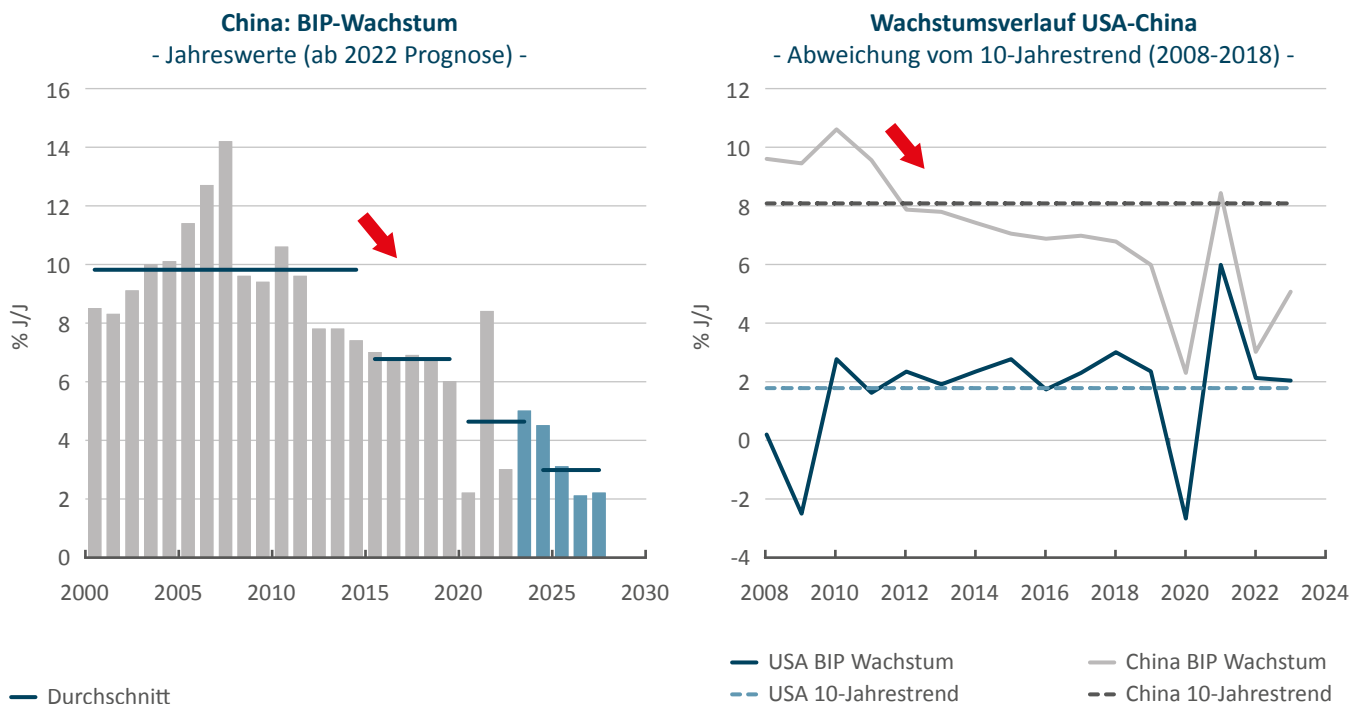 China: BIP-Wachstum
- Jahreswerte (ab 2022 Prognose) -
16
14
12
10
8
6
4
2
0
% J/J
2000 2005 2010 2015 2020 2025 2030
Durchschnitt
Wachstumsverlauf USA-China
- Abweichung vom 10-Jahrestrend (2008-2018) -
12
10
8
6
4
2
0
-2
-4
% J/J
2008 2010 2012 2014 2016 2018 2020 2022 2024
USA BIP Wachstum China BIP Wachstum
USA 10-Jahrestrend China 10-Jahrestrend